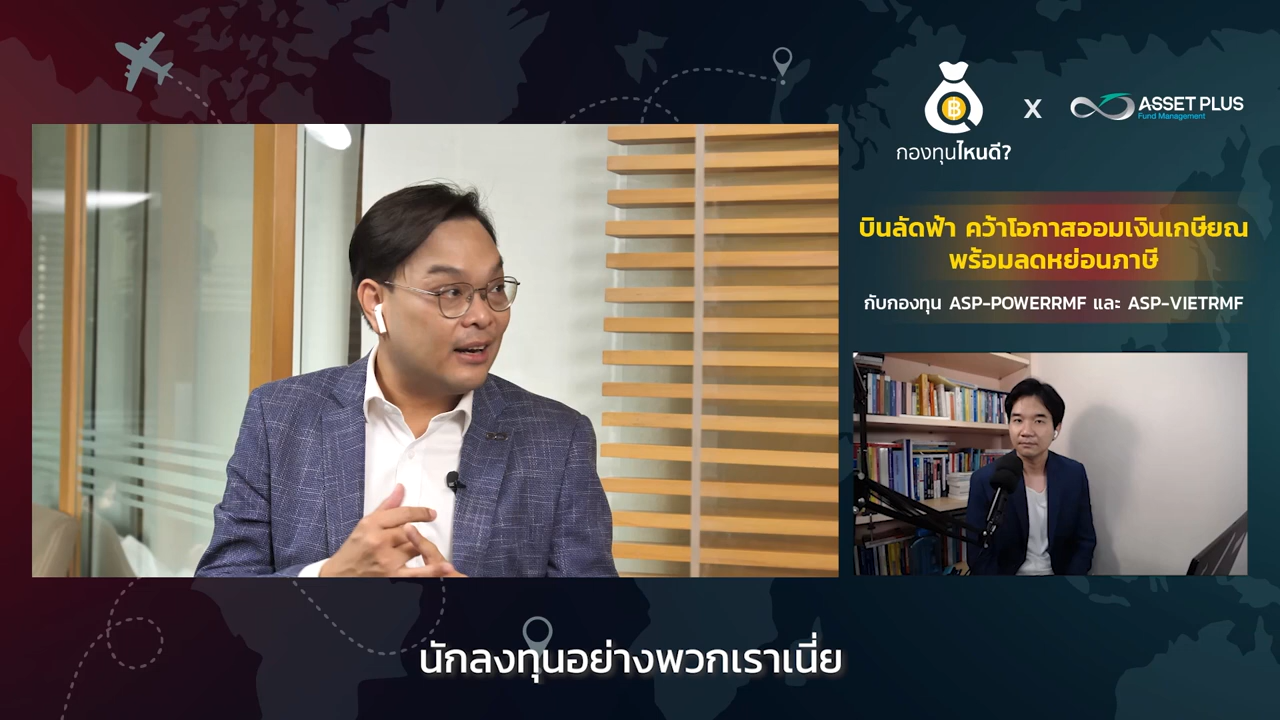 ฿
กองทุนไหนดี?
X
ASSET PLUS
Fund Management
บินลัดฟ้า คว้าโอกาสออมเงินเกษียณ
พร้อมลดหย่อนภาษี
กับกองทุน ASP-POWERRMF และ ASP-VIETRMF
นักลงทุนอย่างพวกเราเนี่ย